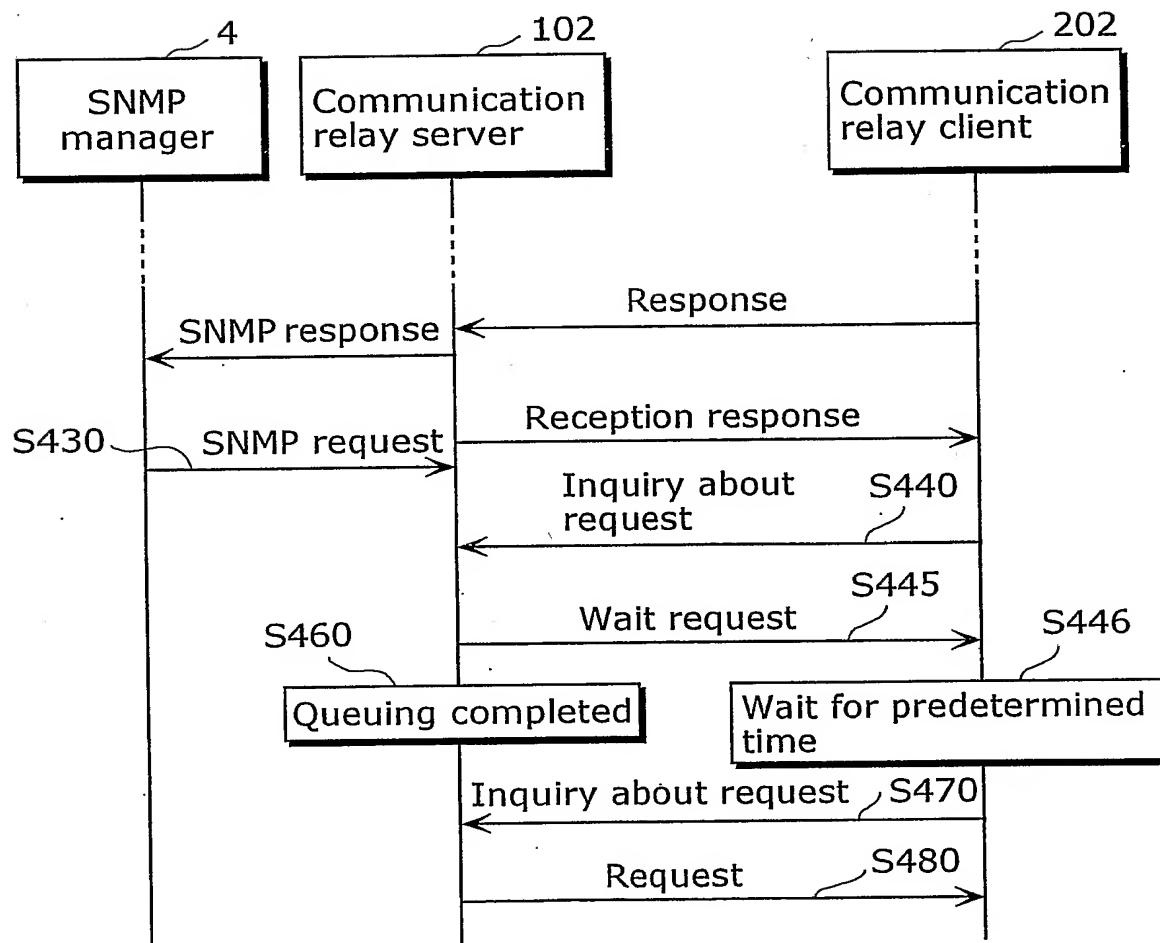 4
102
202
SNMP
manager
Communication
relay server
Communication
relay client
Response
SNMP response
Reception response
S430
SNMP request
Inquiry about
request
S440
S445
Wait request
S460
S446
Queuing completed
Wait for predetermined
time
Inquiry about request
S470
S480
Request